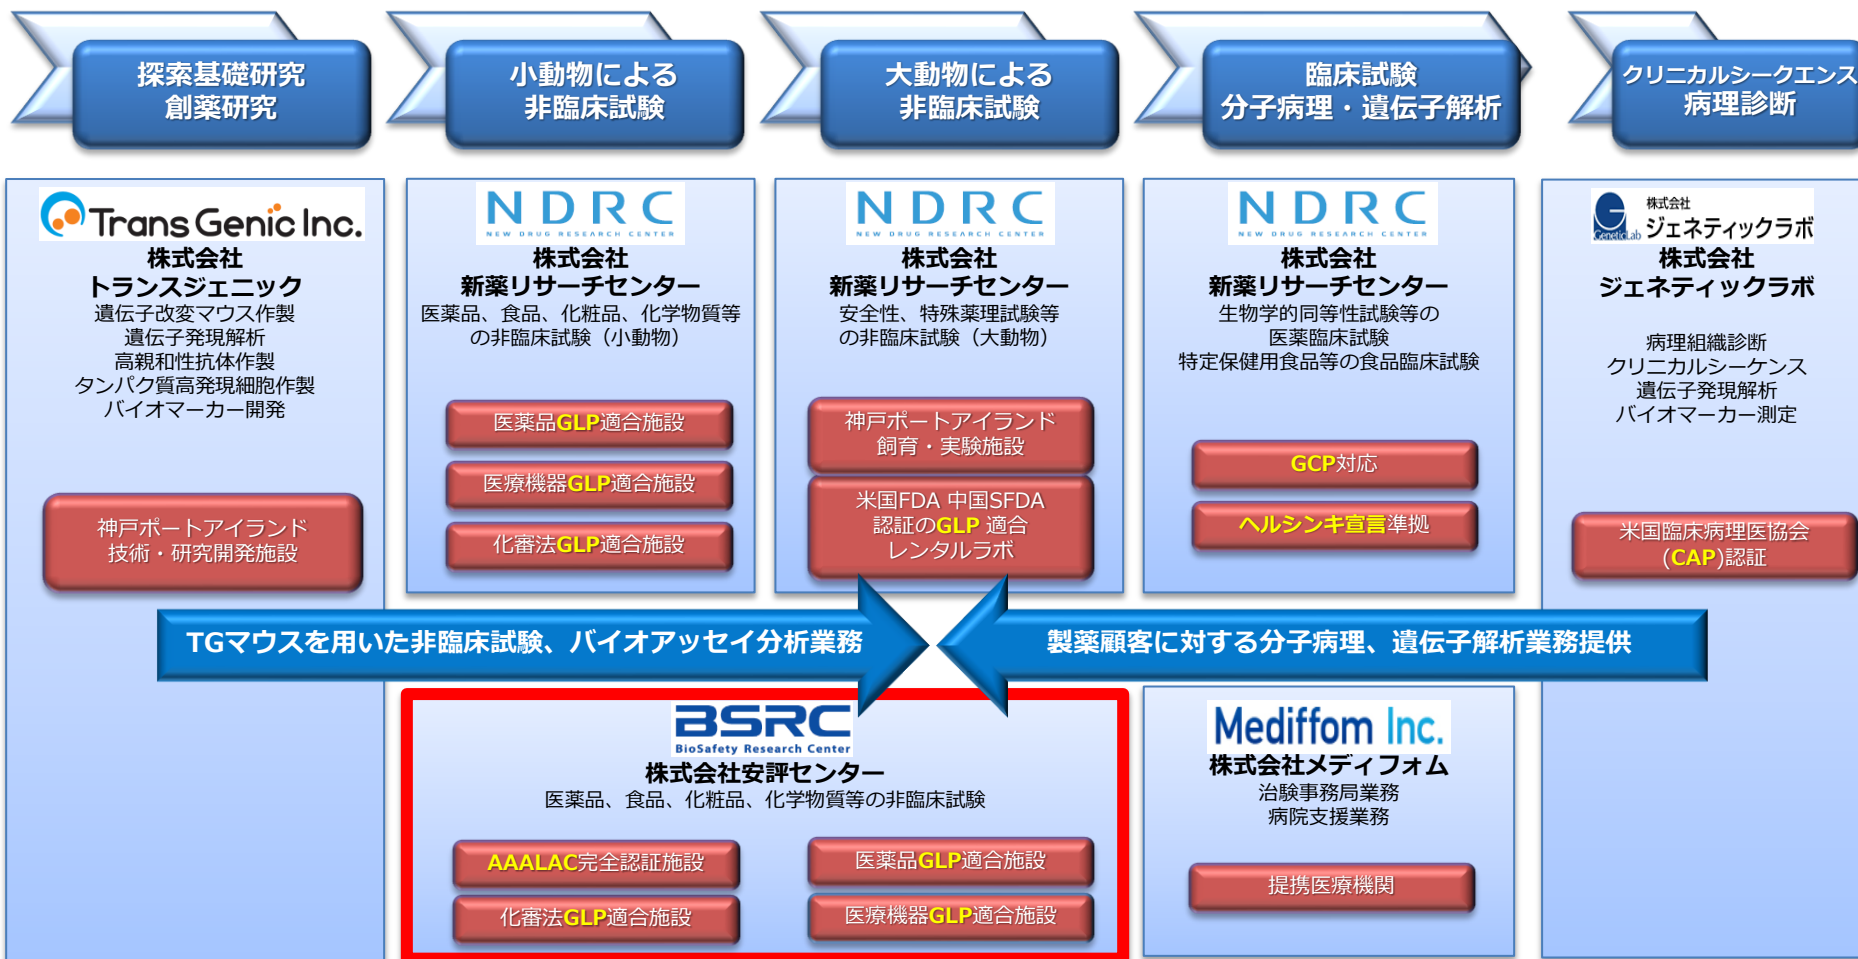 探索基礎研究
創薬研究
小動物による
非臨床試験
大動物による
非臨床試験
臨床試験
分子病理・遺伝子解析
クリニカルシークエンス
病理診断
Trans Genic Inc.
株式会社
トランスジェニック
遺伝子改変マウス作製
遺伝子発現解析
高親和性抗体作製
タンパク質高発現細胞作製
バイオマーカー開発
神戸ポートアイランド
技術・研究開発施設
NDRC
NEW DRUG RESEARCH CENTER
株式会社
新薬リサーチセンター
医薬品、食品、化粧品、化学物質等
の非臨床試験（小動物）
医薬品GLP適合施設
医療機器GLP適合施設
化審法GLP適合施設
NDRC
NEW DRUG RESEARCH CENTER
株式会社
新薬リサーチセンター
安全性、特殊薬理試験等
の非臨床試験（大動物）
神戸ポートアイランド
飼育・実験施設
米国FDA 中国SFDA
認証のGLP 適合
レンタルラボ
NDRC
NEW DRUG RESEARCH CENTER
株式会社
新薬リサーチセンター
生物学的同等性試験等の
医薬臨床試験
特定保健用食品等の食品臨床試験
GCP対応
ヘルシンキ宣言準拠
GeneticLab
株式会社
ジェネティックラボ
株式会社
ジェネティックラボ
病理組織診断
クリニカルシーケンス
遺伝子発現解析
バイオマーカー測定
米国臨床病理医協会
(CAP)認証
TGマウスを用いた非臨床試験、バイオアッセイ分析業務
製薬顧客に対する分子病理、遺伝子解析業務提供
BSRC
BioSafety Research Center
株式会社安評センター
医薬品、食品、化粧品、化学物質等の非臨床試験
AAALAC完全認証施設
医薬品GLP適合施設
化審法GLP適合施設
医療機器GLP適合施設
Mediffom Inc.
株式会社メディフォム
治験事務局業務
病院支援業務
提携医療機関